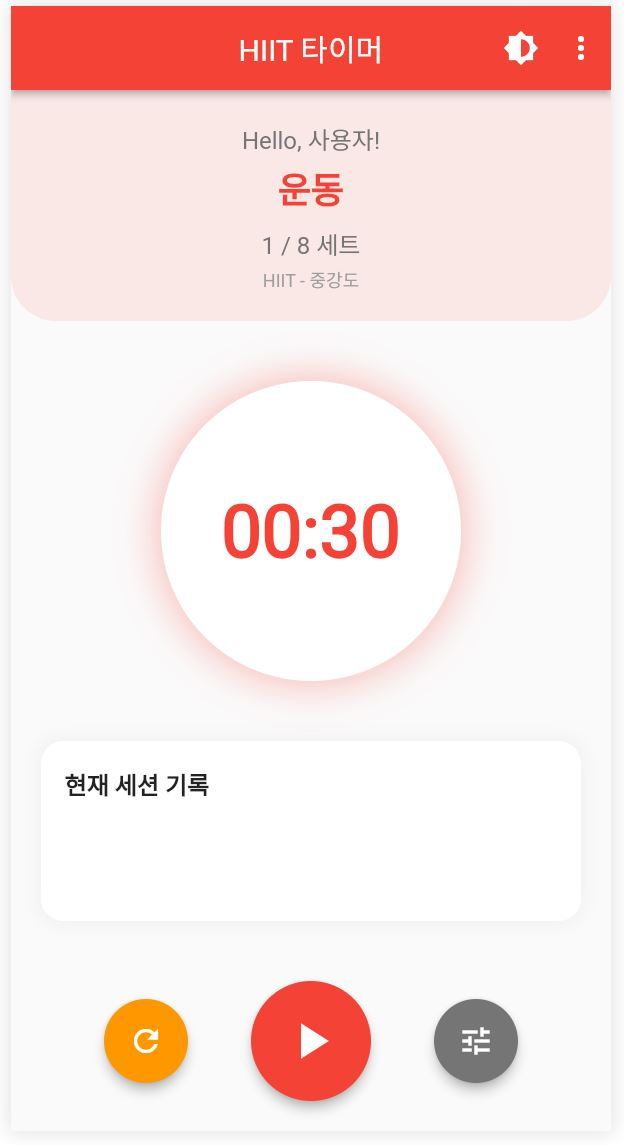 HIIT 타이머
Hello, 사용자!
운동
1 / 8 세트
HIIT - 중강도
00:30
현재 세션 기록